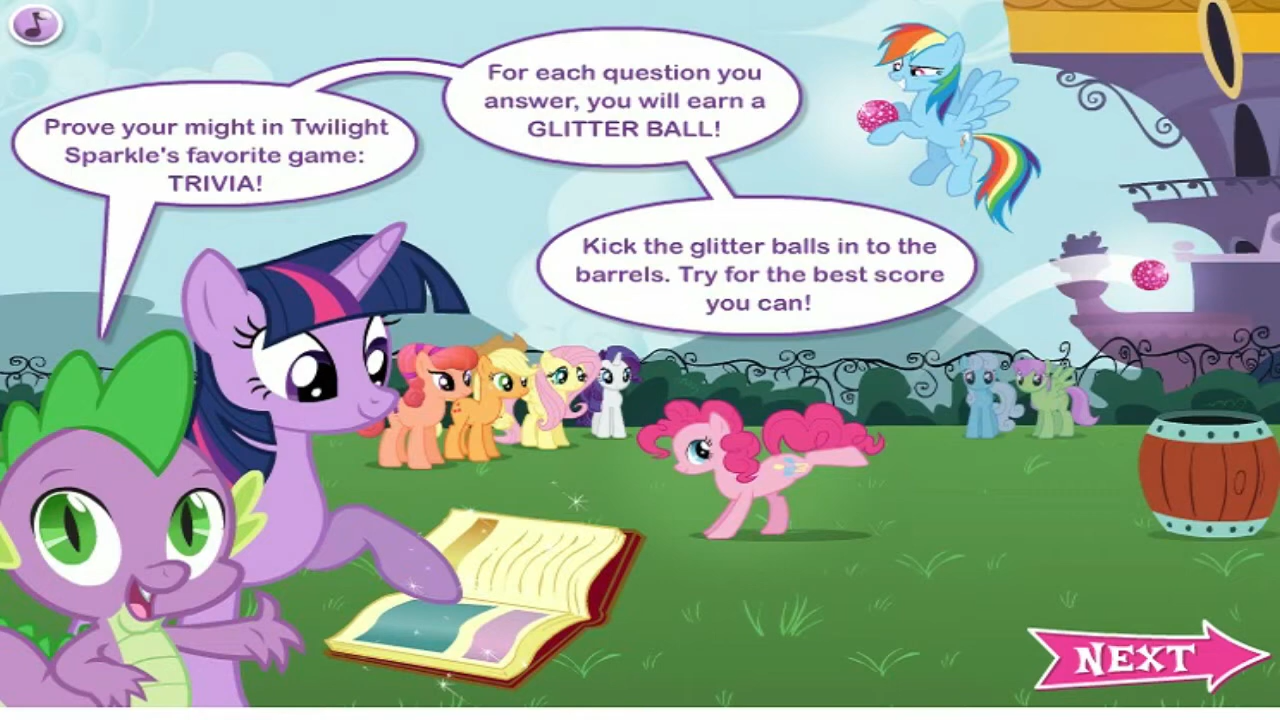 Prove your might in Twilight
Sparkle's favorite game:
TRIVIA!
For each question you
answer, you will earn a
GLITTER BALL!
Kick the glitter balls in to the
barrels. Try for the best score
you can!
NEXT